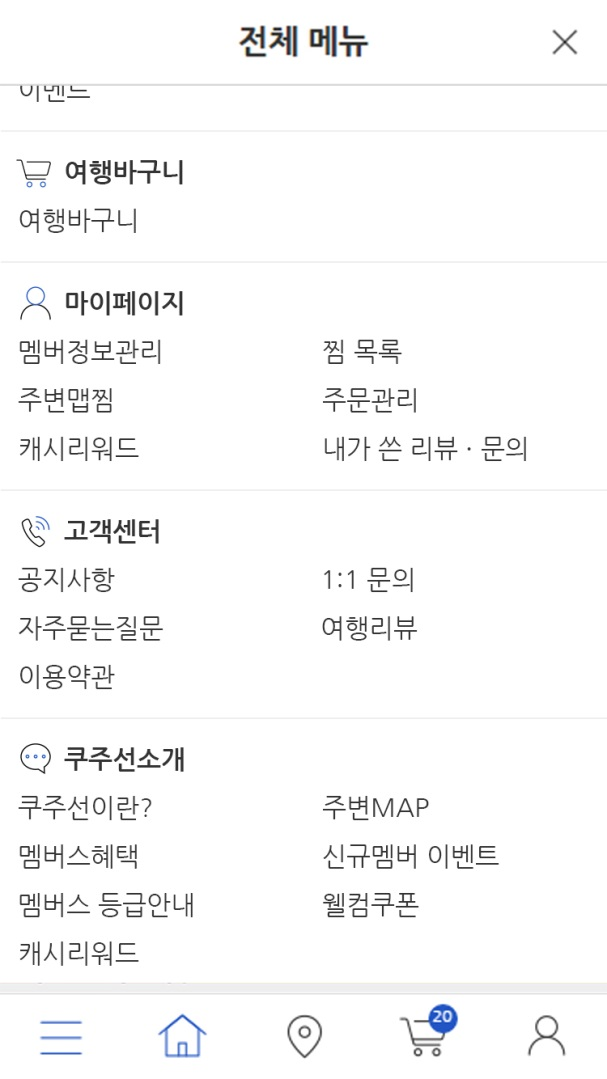 전체 메뉴
이벤트
여행바구니
여행바구니
마이페이지
멤버정보관리 찜 목록
주변맵찜 주문관리
캐시리워드 내가 쓴 리뷰 · 문의
고객센터
공지사항 1:1 문의
자주묻는질문 여행리뷰
이용약관
쿠주선소개
쿠주선이란? 주변MAP
멤버스혜택 신규멤버 이벤트
멤버스 등급안내 웰컴쿠폰
캐시리워드
20